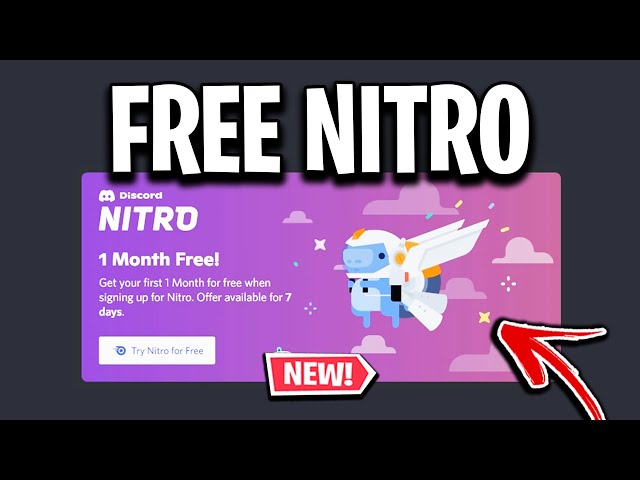 FREE NITRO
Discord
NITRO
1 Month Free!
Get your first 1 Month for free when
signing up for Nitro. Offer available for 7
days.
Try Nitro for Free
NEW!